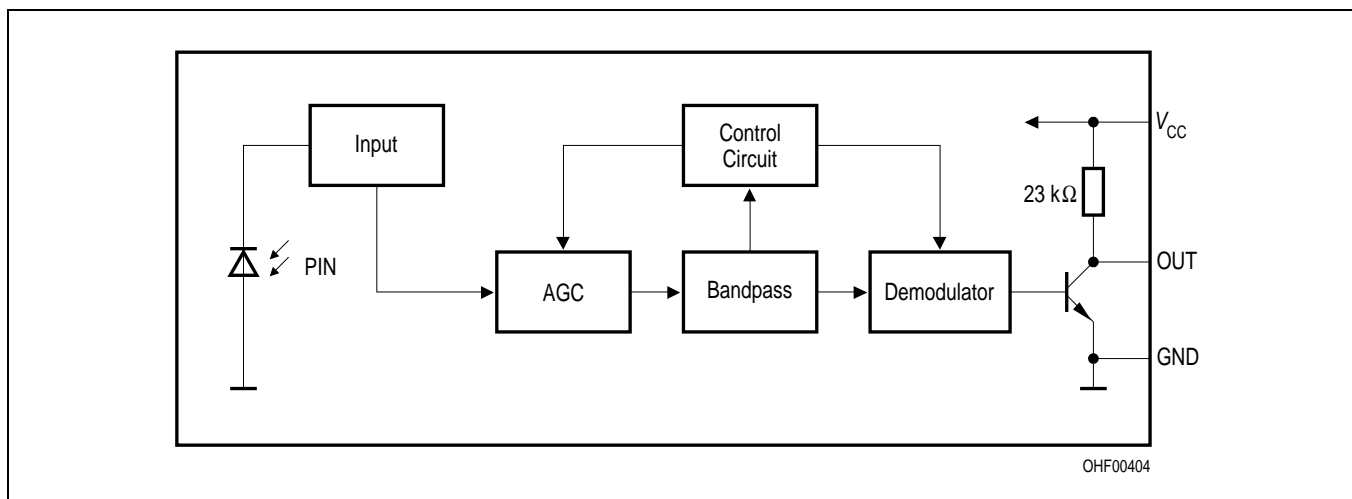 Input
Control
Circuit
V_CC
23 kΩ
PIN
AGC
Bandpass
Demodulator
OUT
GND
OHF00404